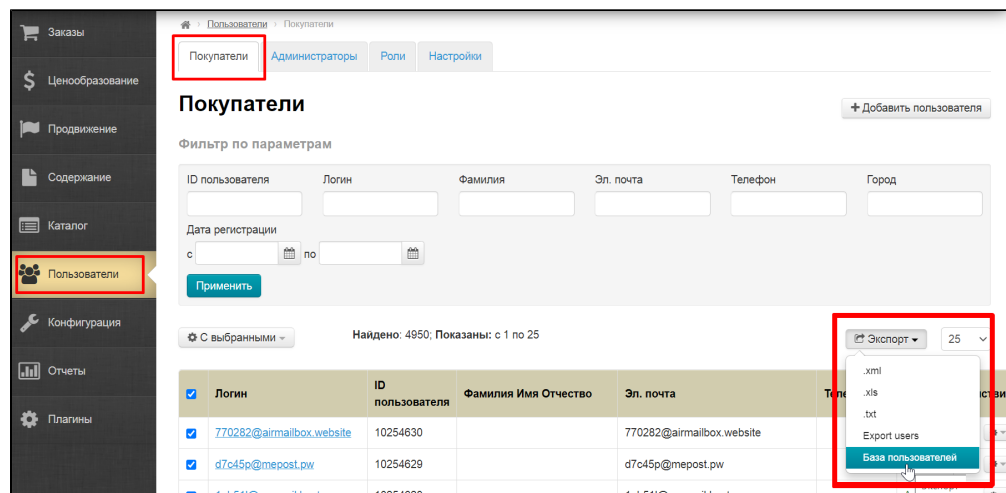 Заказы
Ценообразование
Продвижение
Содержание
Каталог
Пользователи
Конфигурация
Отчеты
Плагины
Пользователи › Покупатели
Покупатели Администраторы Роли Настройки
Покупатели
+ Добавить пользователя
Фильтр по параметрам
ID пользователя Логин Фамилия Эл. почта Телефон Город
Дата регистрации
с по
Применить
С выбранными Найдено: 4950; Показаны: с 1 по 25 Экспорт 25
.xml
.xls
.txt
Export users
База пользователей
Логин ID пользователя Фамилия Имя Отчество Эл. почта
770282@airmailbox.website 10254630 770282@airmailbox.website
d7c45p@mepost.pw 10254629 d7c45p@mepost.pw